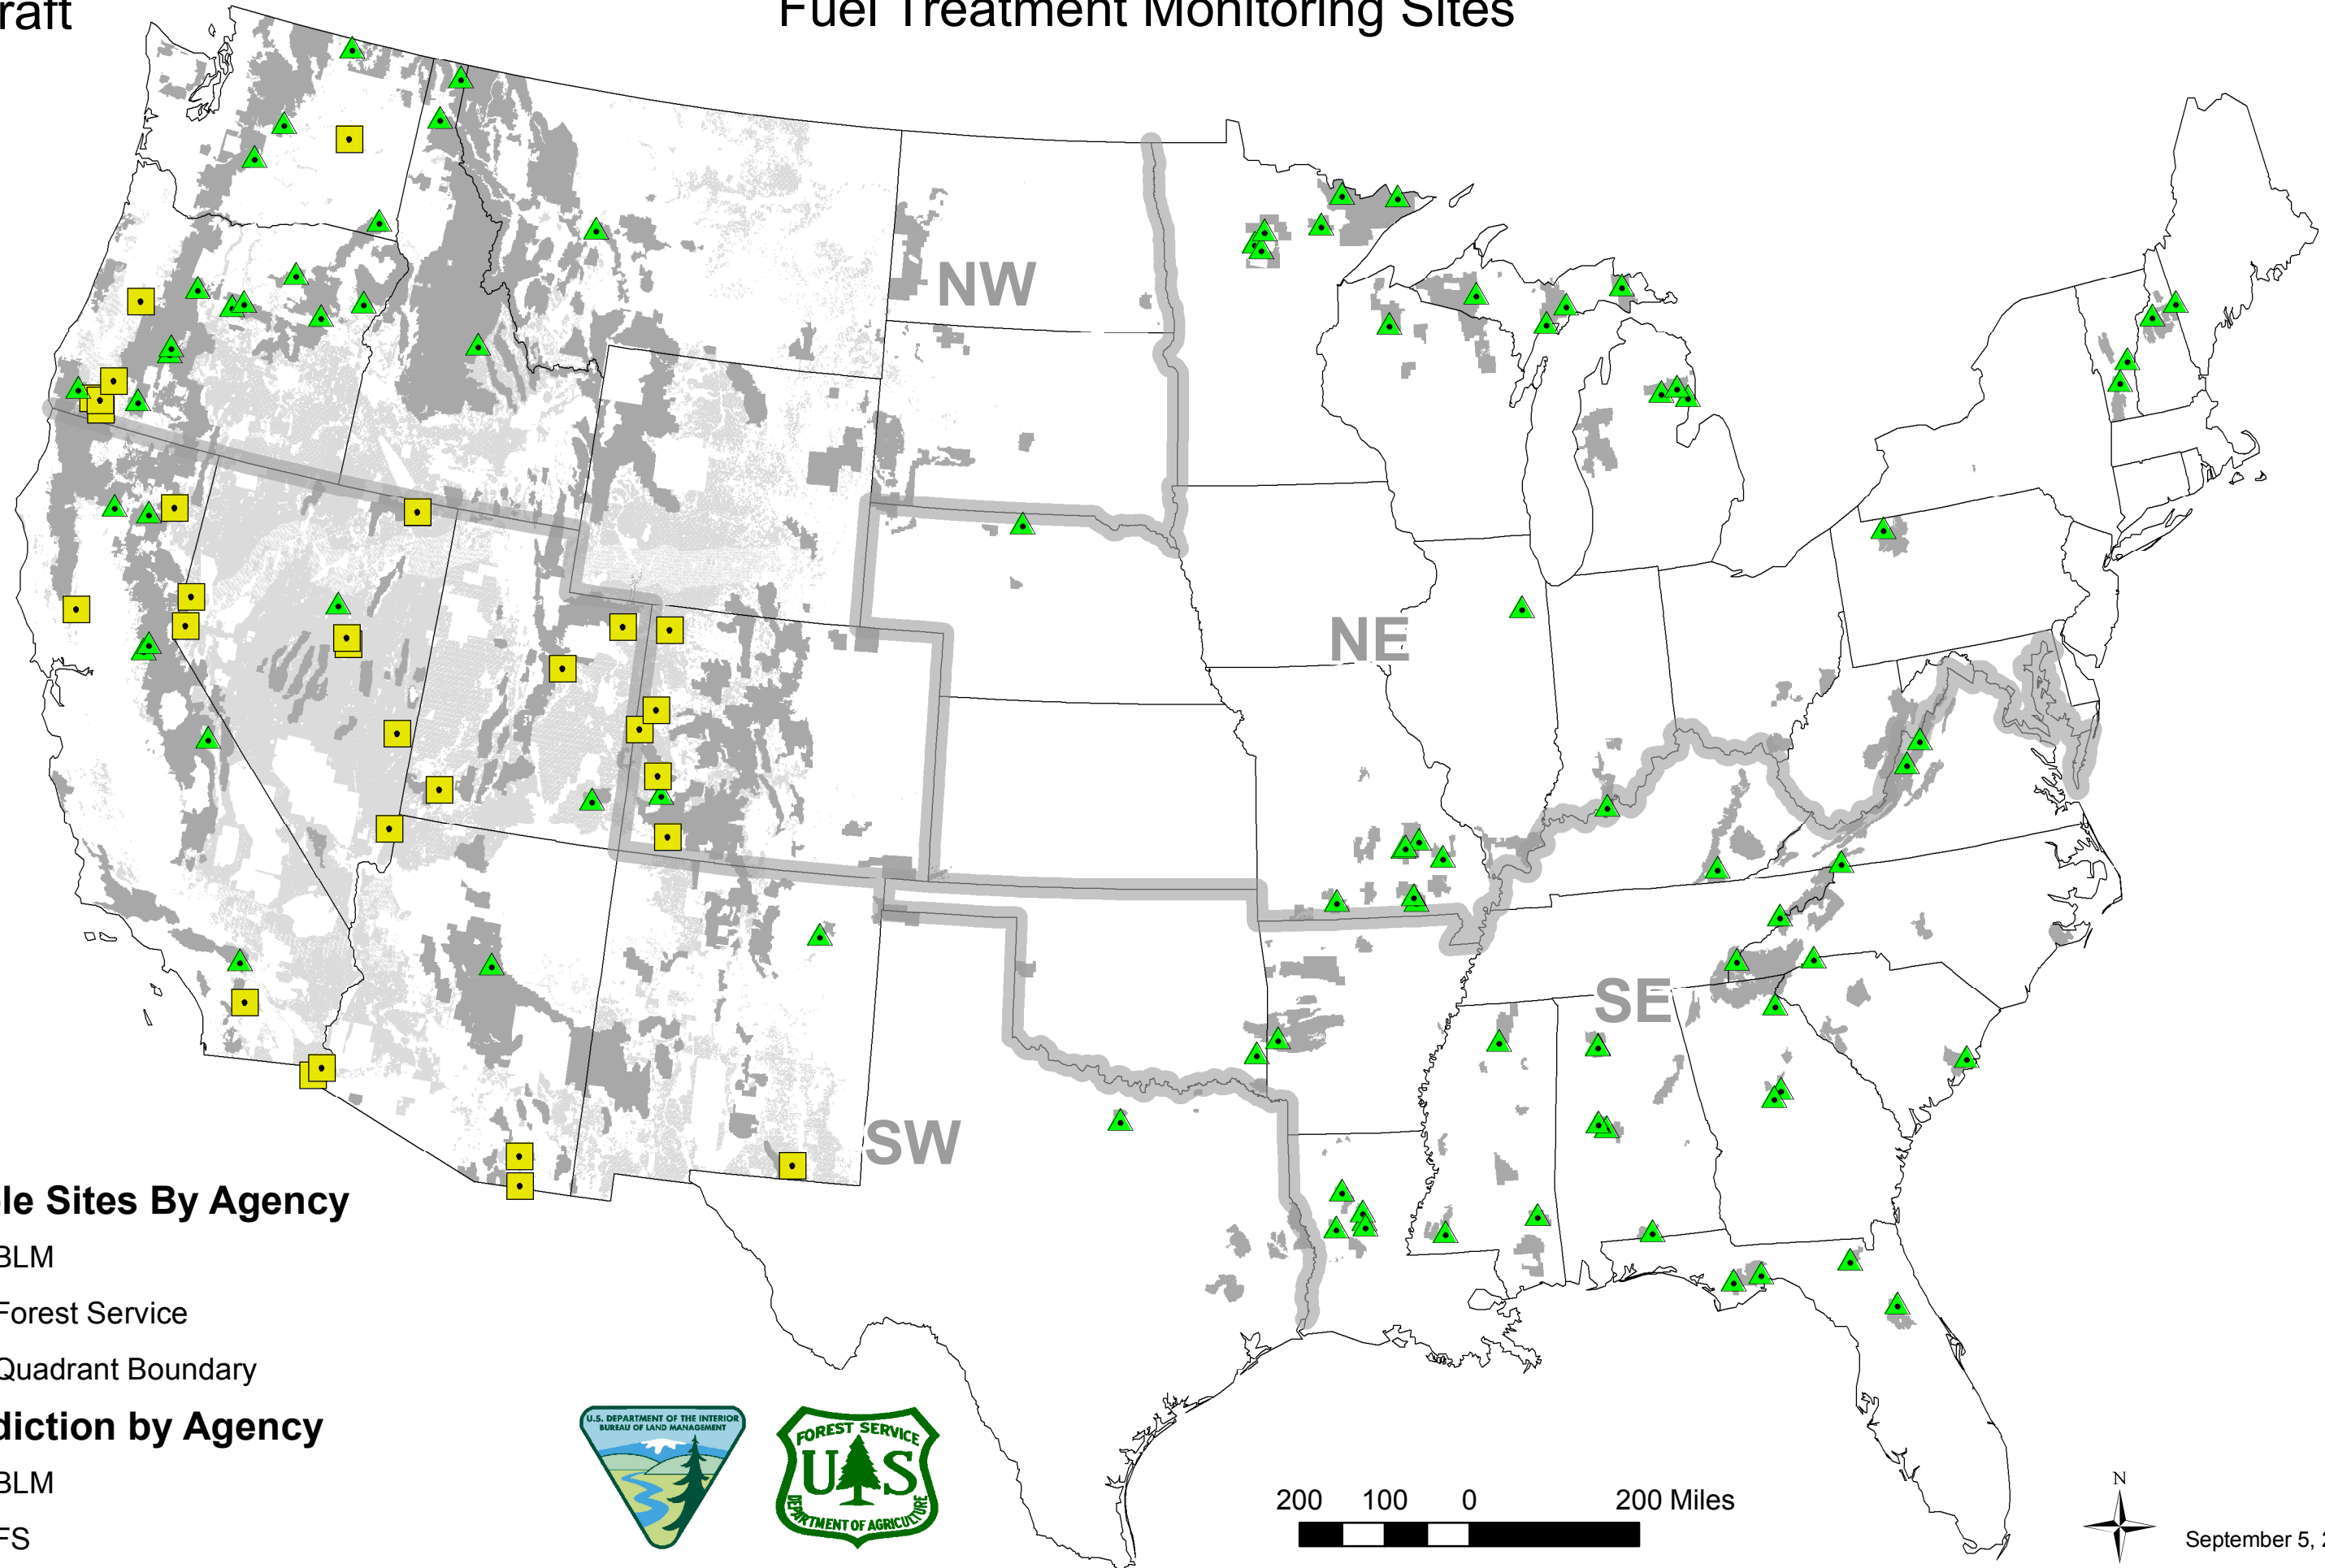 raft
Fuel Treatment Monitoring Sites
NW
NE
SE
SW
le Sites By Agency
BLM
Forest Service
Quadrant Boundary
diction by Agency
BLM
FS
U.S. DEPARTMENT OF THE INTERIOR
BUREAU OF LAND MANAGEMENT
FOREST SERVICE
U S
DEPARTMENT OF AGRICULTURE
200 100 0 200 Miles
N
September 5, 2